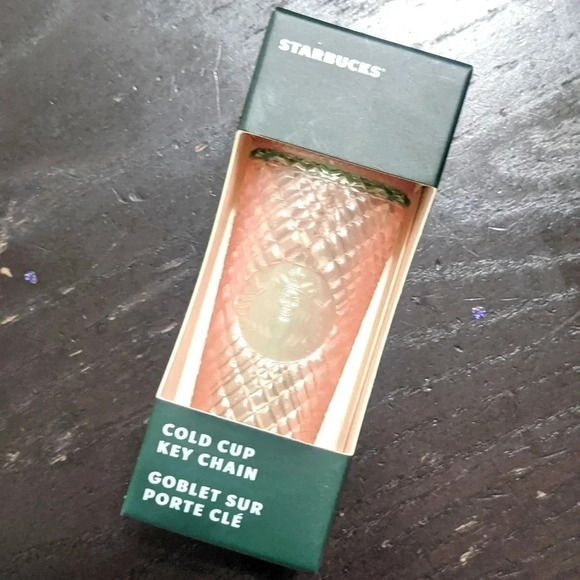 STARBUCKS®
COLD CUP
KEY CHAIN
GOBLET SUR
PORTE CLÉ